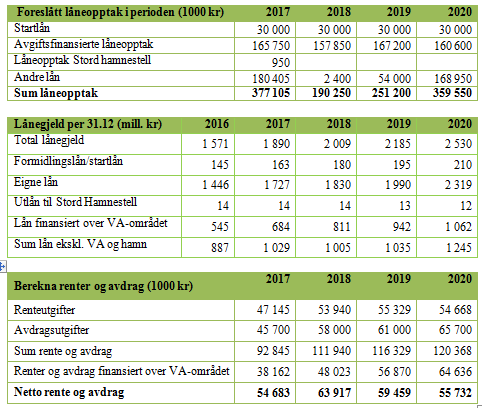 Foreslått låneopptak i perioden (1000 kr) 2017 2018 2019 2020
Startlån 30 000 30 000 30 000 30 000
Avgiftsfinansierte låneopptak 165 750 157 850 167 200 160 600
Låneopptak Stord hamnestell 950
Andre lån 180 405 2 400 54 000 168 950
Sum låneopptak 377 105 190 250 251 200 359 550
Lånegjeld per 31.12 (mill. kr) 2016 2017 2018 2019 2020
Total lånegjeld 1 571 1 890 2 009 2 185 2 530
Formidlingslån/startlån 145 163 180 195 210
Eigne lån 1 446 1 727 1 830 1 990 2 319
Utlån til Stord Hamnestell 14 14 14 13 12
Lån finansiert over VA-området 545 684 811 942 1 062
Sum lån ekskl. VA og hamn 887 1 029 1 005 1 035 1 245
Berekna renter og avdrag (1000 kr) 2017 2018 2019 2020
Renteutgifter 47 145 53 940 55 329 54 668
Avdragsutgifter 45 700 58 000 61 000 65 700
Sum rente og avdrag 92 845 111 940 116 329 120 368
Renter og avdrag finansiert over VA-området 38 162 48 023 56 870 64 636
Netto rente og avdrag 54 683 63 917 59 459 55 732